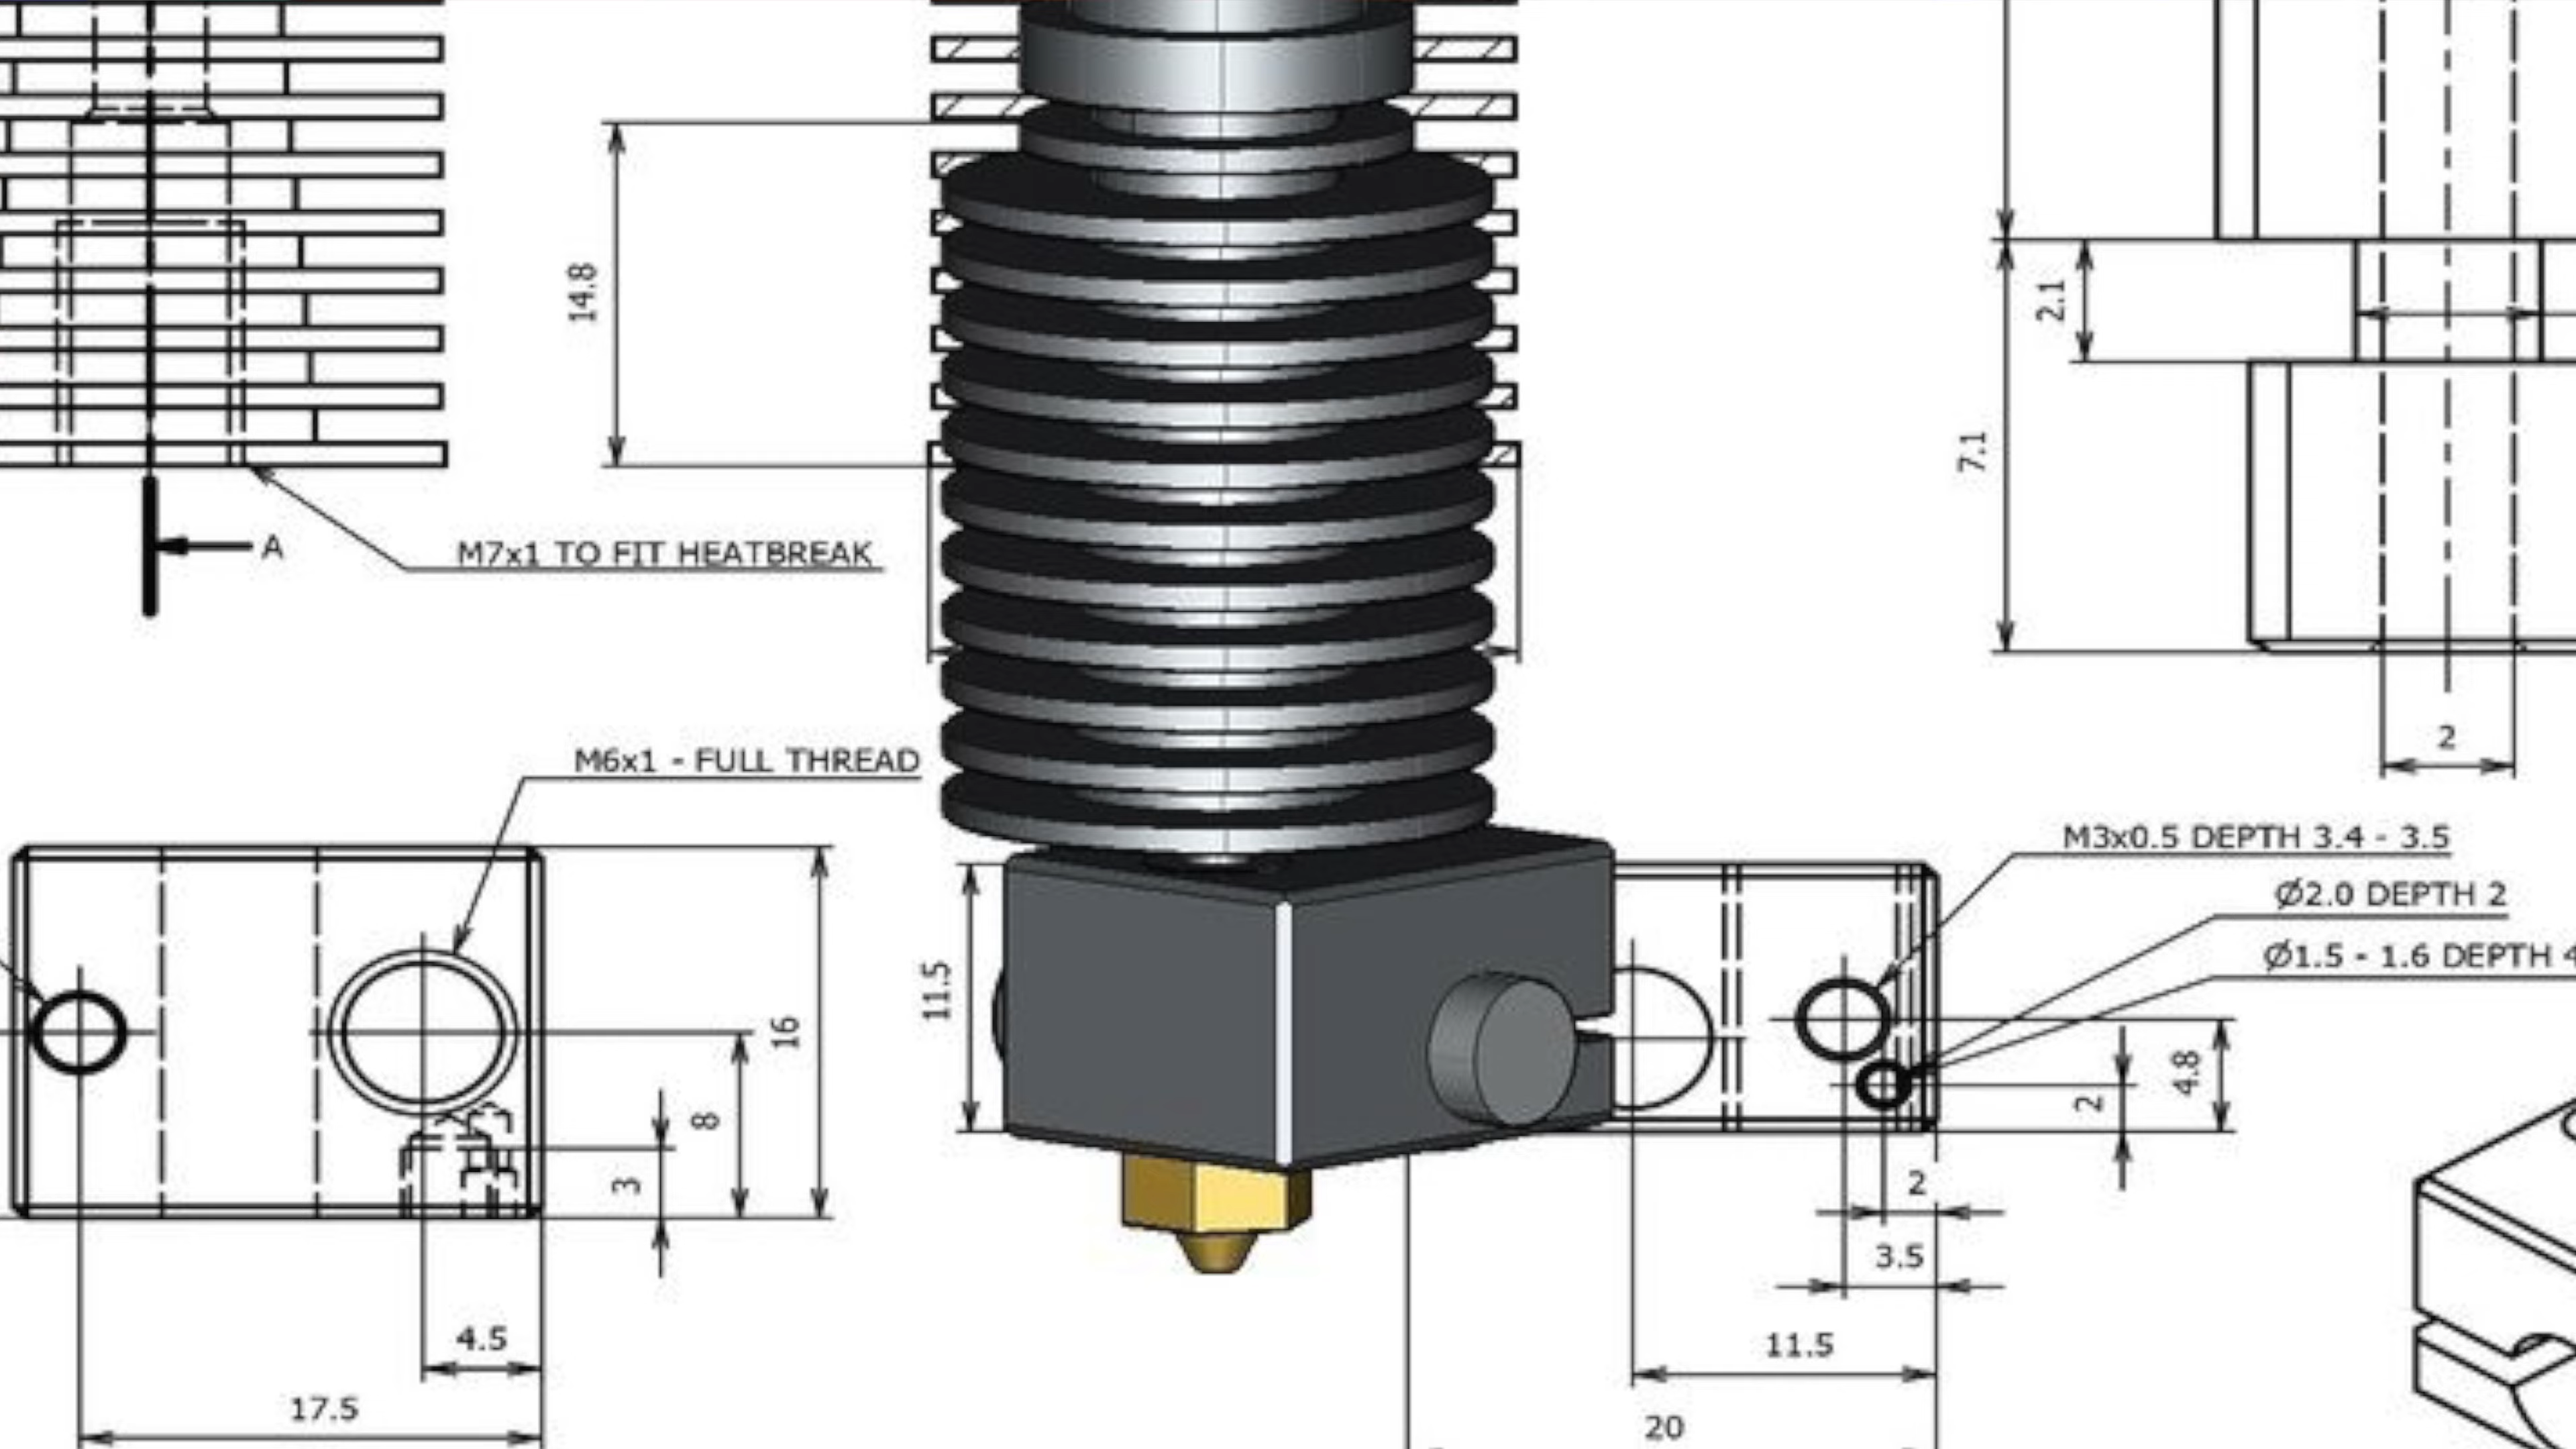 14.8
2.1
7.1
A
M7x1 TO FIT HEATBREAK
2
M6x1 - FULL THREAD
M3x0.5 DEPTH 3.4 - 3.5
Ø2.0 DEPTH 2
Ø1.5 - 1.6 DEPTH 4
11.5
16
8
3
4.8
2
2
3.5
4.5
11.5
17.5
20